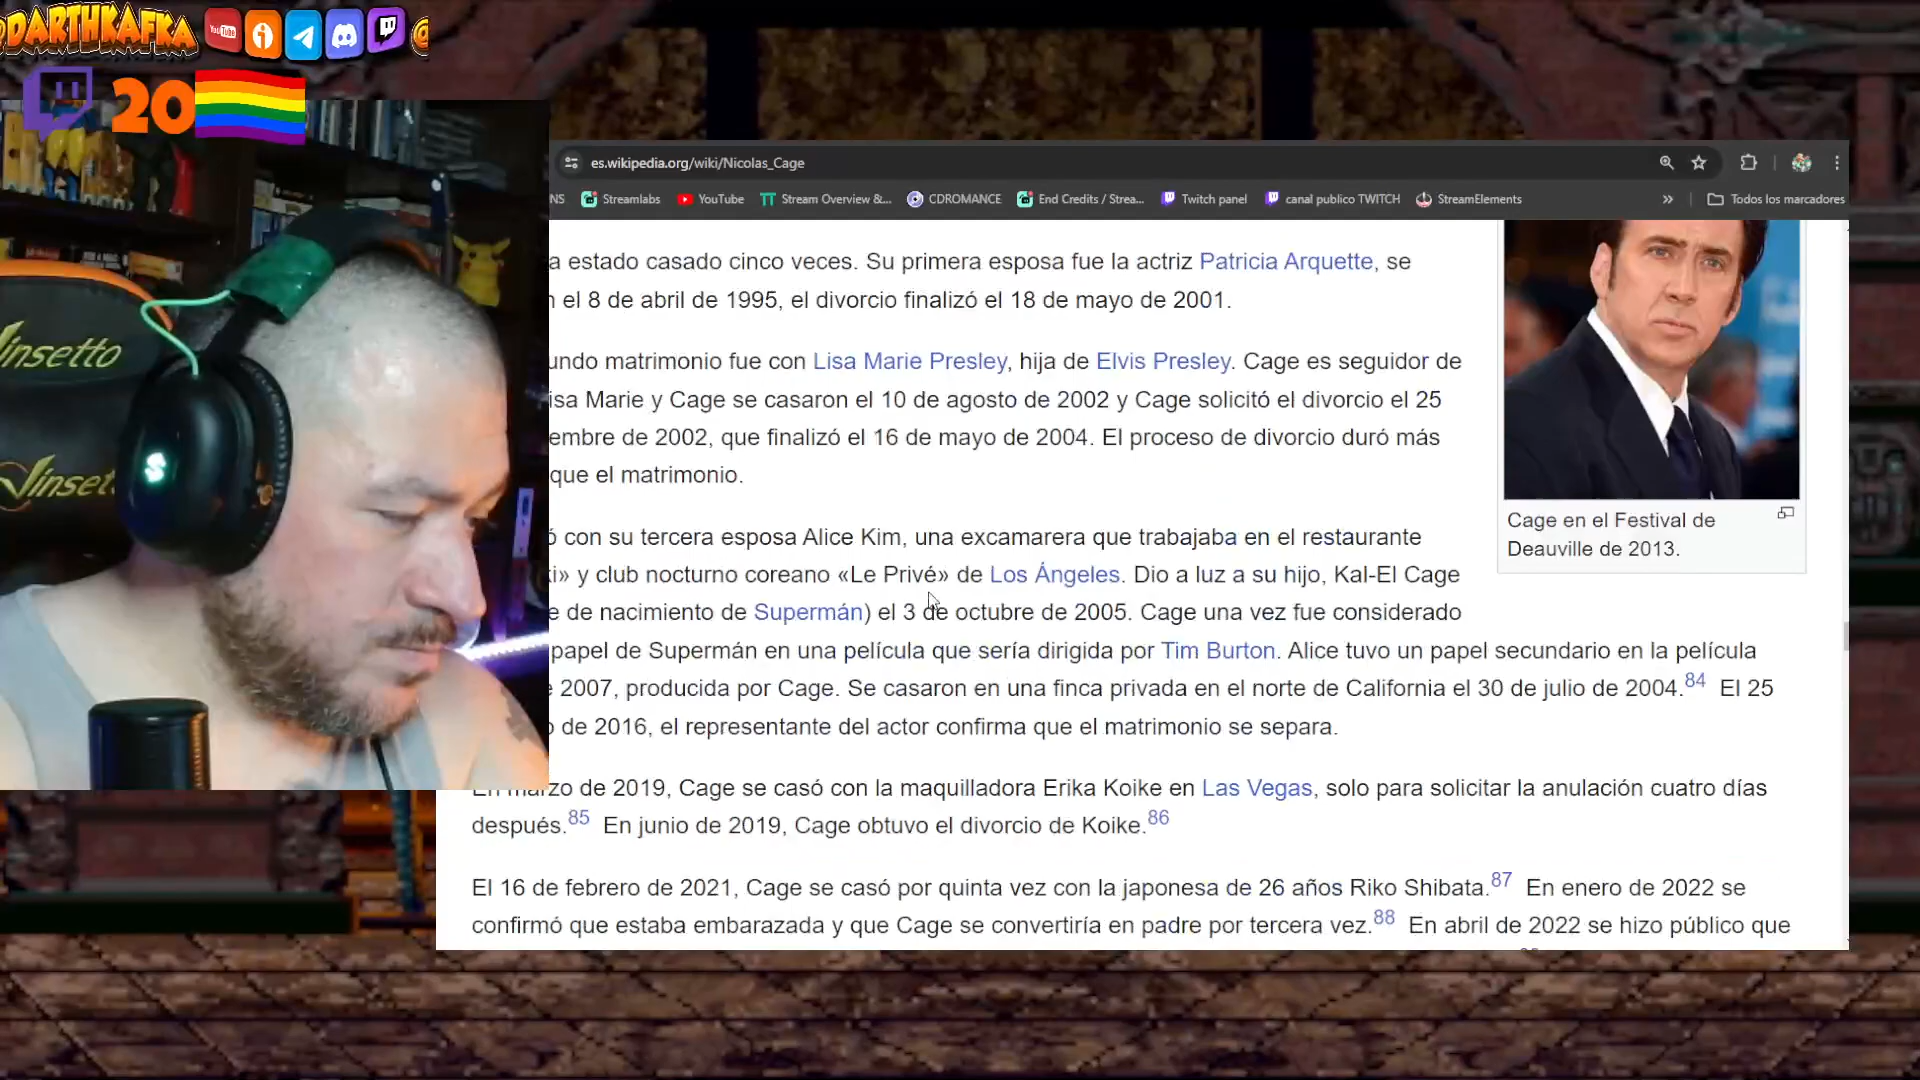 @DARTHKAFKA
YouTube
20
es.wikipedia.org/wiki/Nicolas_Cage
NS Streamlabs YouTube Stream Overview &... CDROMANCE End Credits / Strea... Twitch panel canal publico TWITCH StreamElements » Todos los marcadores
a estado casado cinco veces. Su primera esposa fue la actriz Patricia Arquette, se
n el 8 de abril de 1995, el divorcio finalizó el 18 de mayo de 2001.
undo matrimonio fue con Lisa Marie Presley, hija de Elvis Presley. Cage es seguidor de
isa Marie y Cage se casaron el 10 de agosto de 2002 y Cage solicitó el divorcio el 25
embre de 2002, que finalizó el 16 de mayo de 2004. El proceso de divorcio duró más
que el matrimonio.
ó con su tercera esposa Alice Kim, una excamarera que trabajaba en el restaurante
ki» y club nocturno coreano «Le Privé» de Los Ángeles. Dio a luz a su hijo, Kal-El Cage
e de nacimiento de Supermán) el 3 de octubre de 2005. Cage una vez fue considerado
papel de Supermán en una película que sería dirigida por Tim Burton. Alice tuvo un papel secundario en la película
e 2007, producida por Cage. Se casaron en una finca privada en el norte de California el 30 de julio de 2004.84 El 25
o de 2016, el representante del actor confirma que el matrimonio se separa.
En marzo de 2019, Cage se casó con la maquilladora Erika Koike en Las Vegas, solo para solicitar la anulación cuatro días
después.85 En junio de 2019, Cage obtuvo el divorcio de Koike.86
El 16 de febrero de 2021, Cage se casó por quinta vez con la japonesa de 26 años Riko Shibata.87 En enero de 2022 se
confirmó que estaba embarazada y que Cage se convertiría en padre por tercera vez.88 En abril de 2022 se hizo público que
Cage en el Festival de
Deauville de 2013.
Vinsetto
Vinset